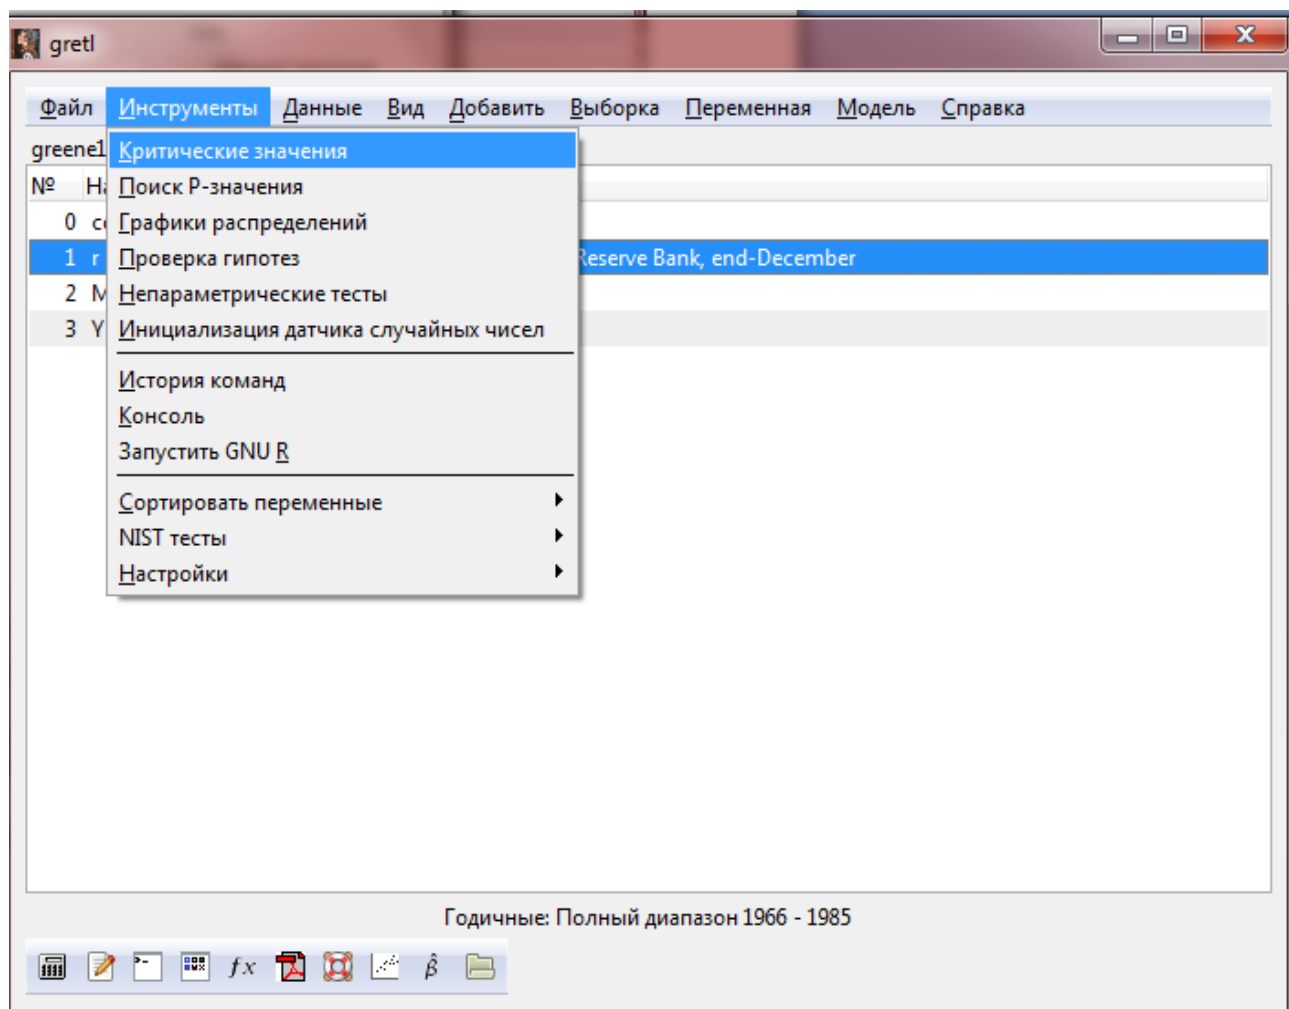 gretl
Файл Инструменты Данные Вид Добавить Выборка Переменная Модель Справка
greene1
Критические значения
№
Поиск P-значения
0
Графики распределений
1 r
Проверка гипотез
Reserve Bank, end-December
2 M
Непараметрические тесты
3 Y
Инициализация датчика случайных чисел
История команд
Консоль
Запустить GNU R
Сортировать переменные
NIST тесты
Настройки
Годичные: Полный диапазон 1966 - 1985
fx
β̂